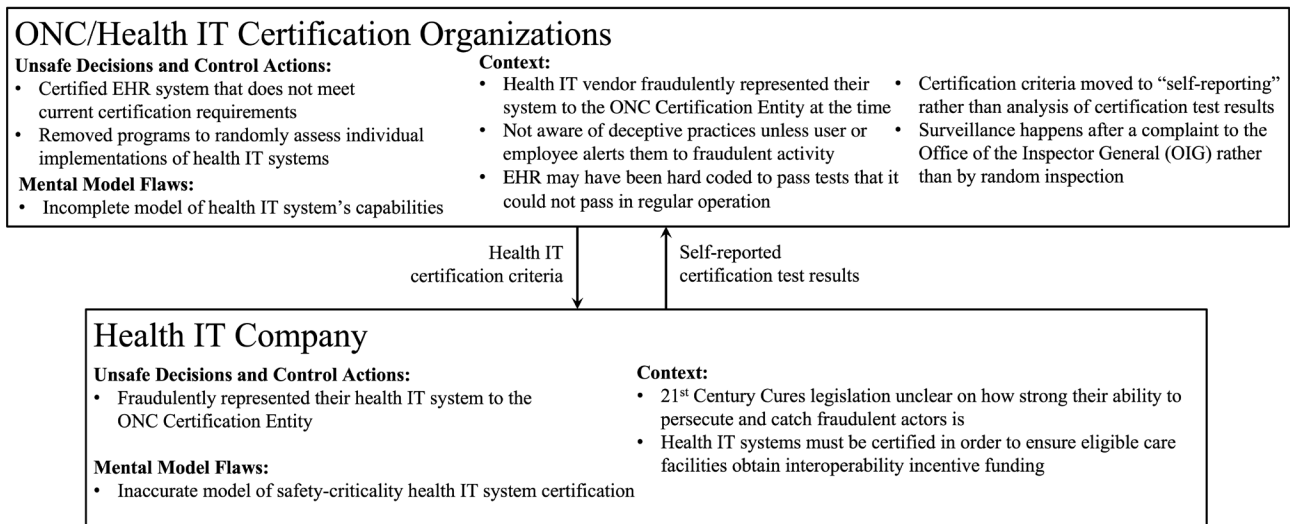 ONC/Health IT Certification Organizations
Unsafe Decisions and Control Actions:
• Certified EHR system that does not meet
current certification requirements
• Removed programs to randomly assess individual
implementations of health IT systems
Mental Model Flaws:
• Incomplete model of health IT system’s capabilities
Context:
• Health IT vendor fraudulently represented their
system to the ONC Certification Entity at the time
• Not aware of deceptive practices unless user or
employee alerts them to fraudulent activity
• EHR may have been hard coded to pass tests that it
could not pass in regular operation
• Certification criteria moved to “self-reporting”
rather than analysis of certification test results
• Surveillance happens after a complaint to the
Office of the Inspector General (OIG) rather
than by random inspection
Health IT
certification criteria
Self-reported
certification test results
Health IT Company
Unsafe Decisions and Control Actions:
• Fraudulently represented their health IT system to the
ONC Certification Entity
Mental Model Flaws:
• Inaccurate model of safety-criticality health IT system certification
Context:
• 21st Century Cures legislation unclear on how strong their ability to
persecute and catch fraudulent actors is
• Health IT systems must be certified in order to ensure eligible care
facilities obtain interoperability incentive funding